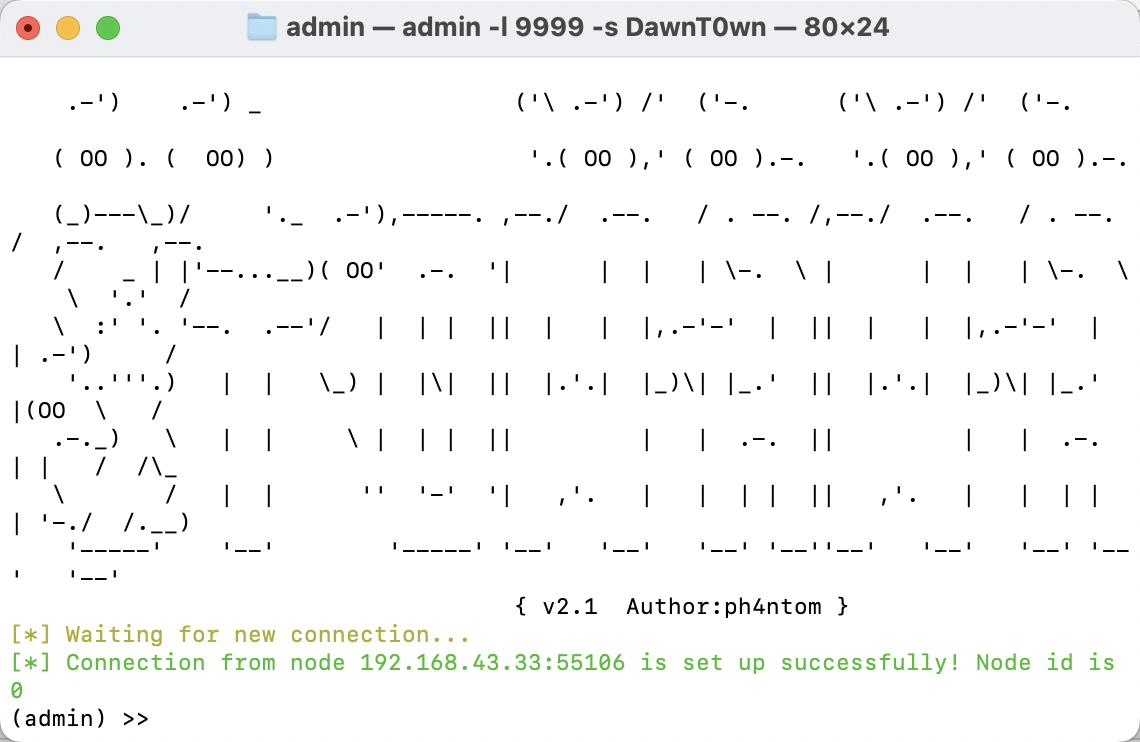 admin — admin -l 9999 -s DawnT0wn — 80×24
    .-')    .-') _                 ('\ .-') /'  ('-.      ('\ .-') /'  ('-.
   ( OO ). (  OO) )                 '.( OO ),' ( OO ).-.   '.( OO ),' ( OO ).-.
   (_)---\_)/     '._  .-'),-----. ,--./  .--.   / . --. /,--./  .--.   / . --.
/  ,--.   ,--.
   /    _ | |'--...__)( OO'  .-.  '|      |  |   | \-.  \ |      |  |   | \-.  \
    \  '.'  /
   \  :' '. '--.  .--'/   |  | |  ||  |   |  |,.-'-'  |  ||  |   |  |,.-'-'  |
| .-')     /
    '..'''.)   |  |   \_) |  |\|  ||  |.'.|  |_)\| |_.'  ||  |.'.|  |_)\| |_.'
|(OO  \   /
   .-._)   \   |  |     \ |  | |  ||         |   |  .-.  ||         |   |  .-.
| |   /  /\_
   \       /   |  |      ''  '-'  '|   ,'.   |   |  | |  ||   ,'.   |   |  | |
| '-./  /.__)
    '-----'    '--'        '-----' '--'   '--'   '--' '--''--'   '--'   '--' '--
'   '--'
{ v2.1  Author:ph4ntom }
[*] Waiting for new connection...
[*] Connection from node 192.168.43.33:55106 is set up successfully! Node id is
0
(admin) >>